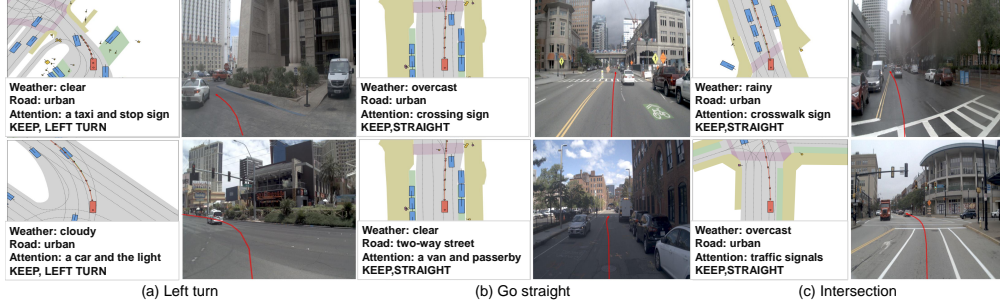 Weather: clear
Road: urban
Attention: a taxi and stop sign
KEEP, LEFT TURN
Weather: overcast
Road: urban
Attention: crossing sign
KEEP,STRAIGHT
Weather: rainy
Road: urban
Attention: crosswalk sign
KEEP,STRAIGHT
Weather: cloudy
Road: urban
Attention: a car and the light
KEEP, LEFT TURN
Weather: clear
Road: two-way street
Attention: a van and passerby
KEEP,STRAIGHT
Weather: overcast
Road: urban
Attention: traffic signals
KEEP,STRAIGHT
(a) Left turn
(b) Go straight
(c) Intersection